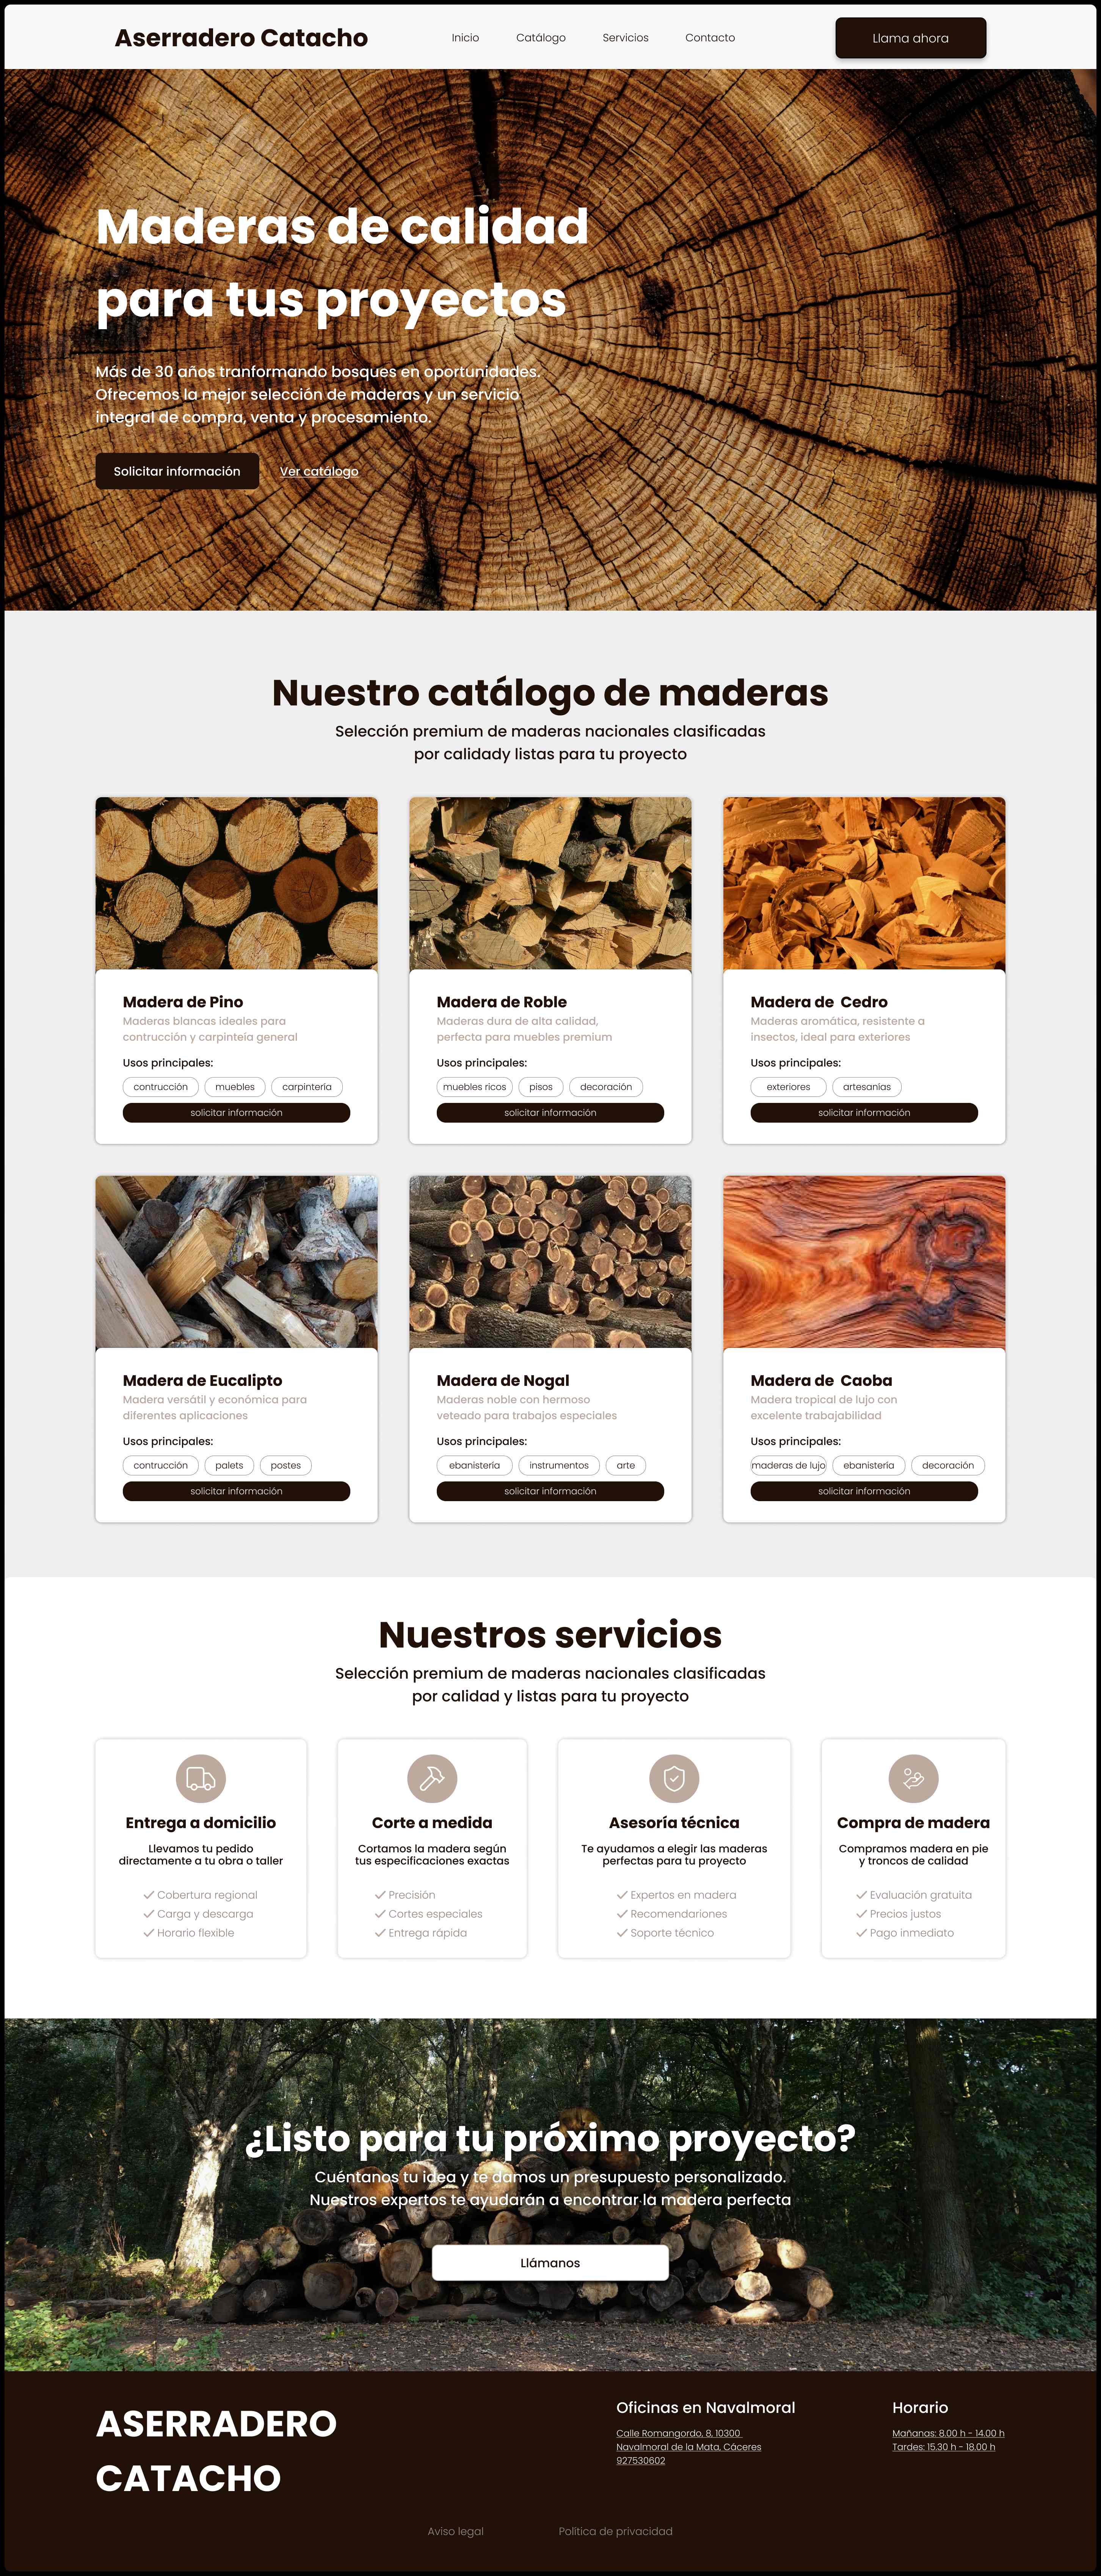 Aserradero Catacho
Inicio
Catálogo
Servicios
Contacto
Llama ahora
Maderas de calidad
para tus proyectos
Más de 30 años tranformando bosques en oportunidades.
Ofrecemos la mejor selección de maderas y un servicio
integral de compra, venta y procesamiento.
Solicitar información
Ver catálogo
Nuestro catálogo de maderas
Selección premium de maderas nacionales clasificadas
por calidady listas para tu proyecto
Madera de Pino
Maderas blancas ideales para
contrucción y carpinteia general
Usos principales:
contrucción
muebles
carpintería
solicitar información
Madera de Roble
Maderas dura de alta calidad,
perfecta para muebles premium
Usos principales:
muebles ricos
pisos
decoración
solicitar información
Madera de  Cedro
Maderas aromática, resistente a
insectos, ideal para exteriores
Usos principales:
exteriores
artesanías
solicitar información
Madera de Eucalipto
Madera versátil y económica para
diferentes aplicaciones
Usos principales:
contrucción
palets
postes
solicitar información
Madera de Nogal
Maderas noble con hermoso
veteado para trabajos especiales
Usos principales:
ebanistería
instrumentos
arte
solicitar información
Madera de  Caoba
Madera tropical de lujo con
excelente trabajabilidad
Usos principales:
maderas de lujo
ebanistería
decoración
solicitar información
Nuestros servicios
Selección premium de maderas nacionales clasificadas
por calidad y listas para tu proyecto
Entrega a domicilio
Llevamos tu pedido
directamente a tu obra o taller
Cobertura regional
Carga y descarga
Horario flexible
Corte a medida
Cortamos la madera según
tus especificaciones exactas
Precisión
Cortes especiales
Entrega rápida
Asesoría técnica
Te ayudamos a elegir las maderas
perfectas para tu proyecto
Expertos en madera
Recomendariones
Soporte técnico
Compra de madera
Compramos madera en pie
y troncos de calidad
Evaluación gratuita
Precios justos
Pago inmediato
¿Listo para tu próximo proyecto?
Cuéntanos tu idea y te damos un presupuesto personalizado.
Nuestros expertos te ayudarán a encontrar la madera perfecta
Llámanos
ASERRADERO
CATACHO
Oficinas en Navalmoral
Calle Romangordo, 8, 10300
Navalmoral de la Mata, Cáceres
927530602
Horario
Mañanas: 8.00 h - 14.00 h
Tardes: 15.30 h - 18.00 h
Aviso legal
Política de privacidad